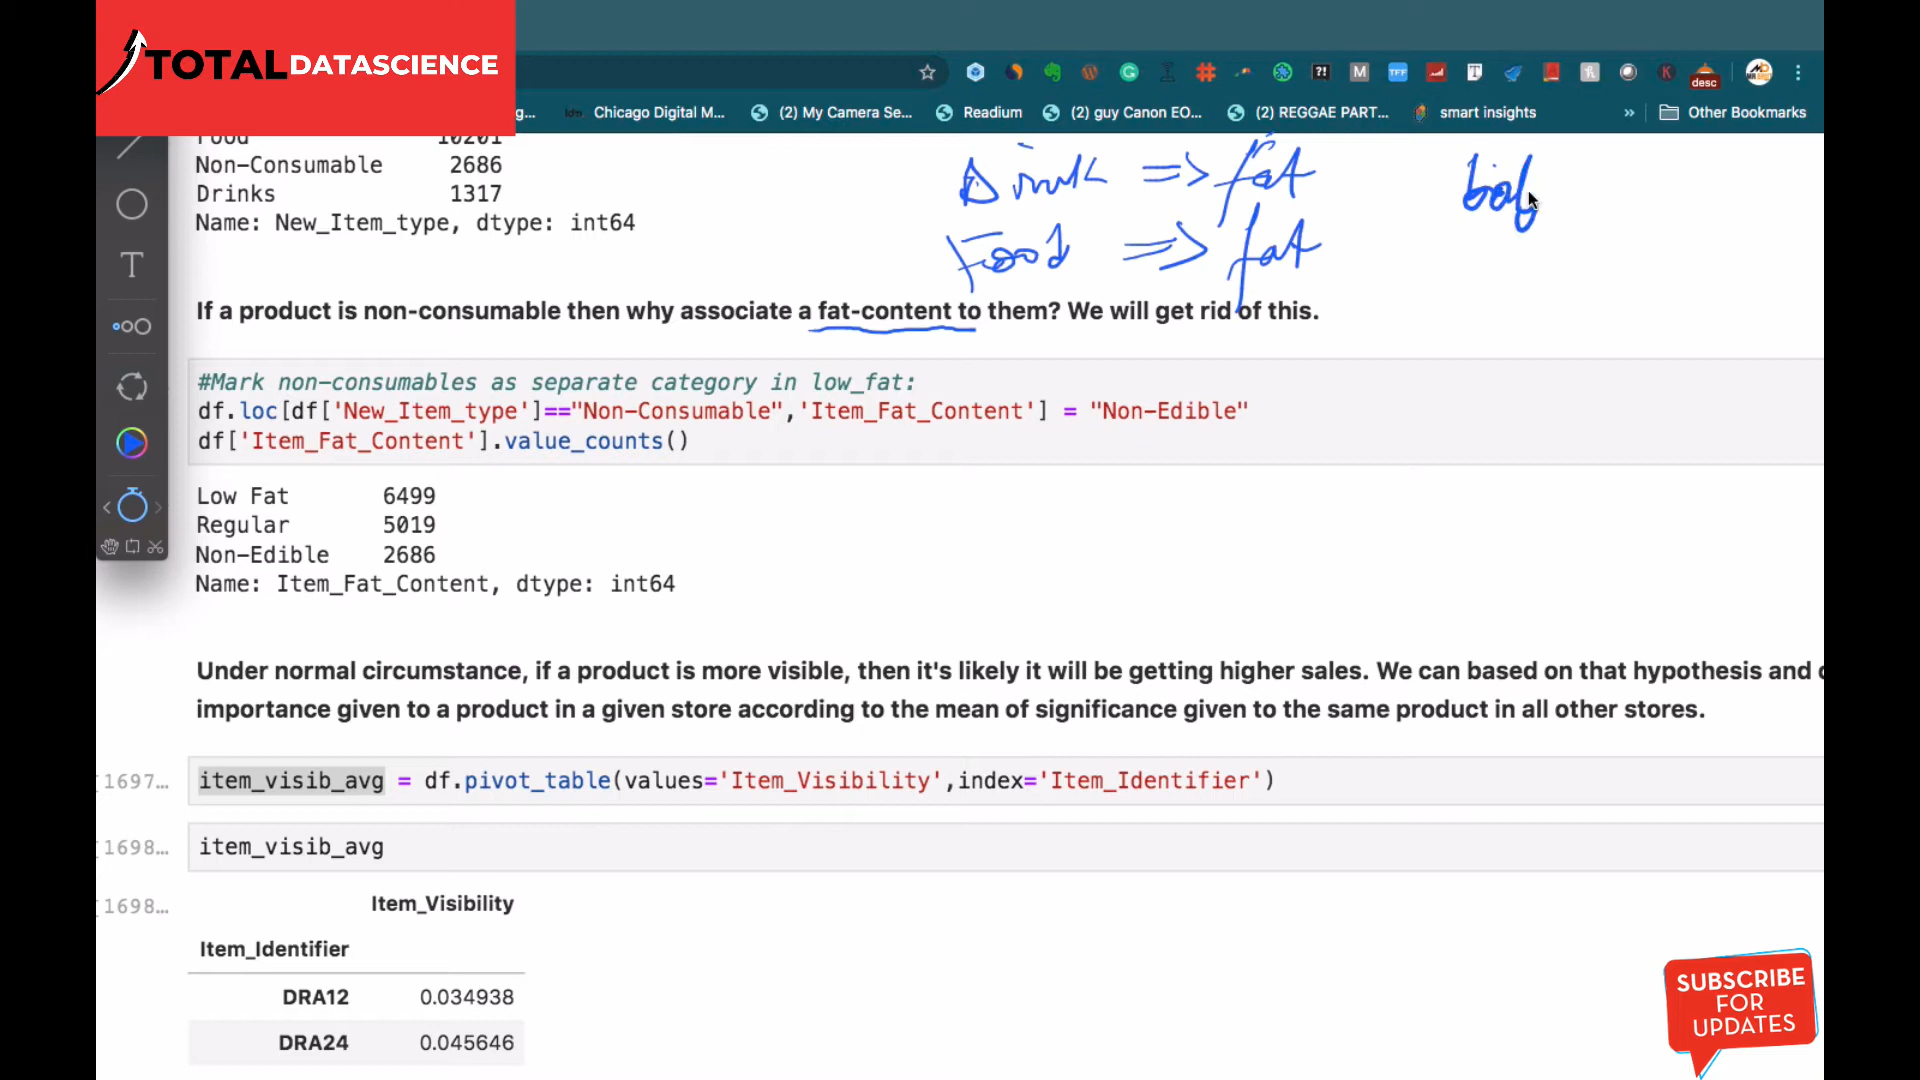 TOTAL DATASCIENCE
desc
g...
Chicago Digital M...
(2) My Camera Se...
Readium
(2) guy Canon EO...
(2) REGGAE PART...
smart insights
»
Other Bookmarks
Food 10201
Non-Consumable 2686
Drinks 1317
Name: New_Item_type, dtype: int64
Drink => fat
Food => fat
If a product is non-consumable then why associate a fat-content to them? We will get rid of this.
#Mark non-consumables as separate category in low_fat:
df.loc[df['New_Item_type']=="Non-Consumable",'Item_Fat_Content'] = "Non-Edible"
df['Item_Fat_Content'].value_counts()
Low Fat 6499
Regular 5019
Non-Edible 2686
Name: Item_Fat_Content, dtype: int64
Under normal circumstance, if a product is more visible, then it's likely it will be getting higher sales. We can based on that hypothesis and
importance given to a product in a given store according to the mean of significance given to the same product in all other stores.
[1697... item_visib_avg = df.pivot_table(values='Item_Visibility',index='Item_Identifier')
[1698... item_visib_avg
[1698...
Item_Visibility
Item_Identifier
DRA12 0.034938
DRA24 0.045646
SUBSCRIBE
FOR
UPDATES